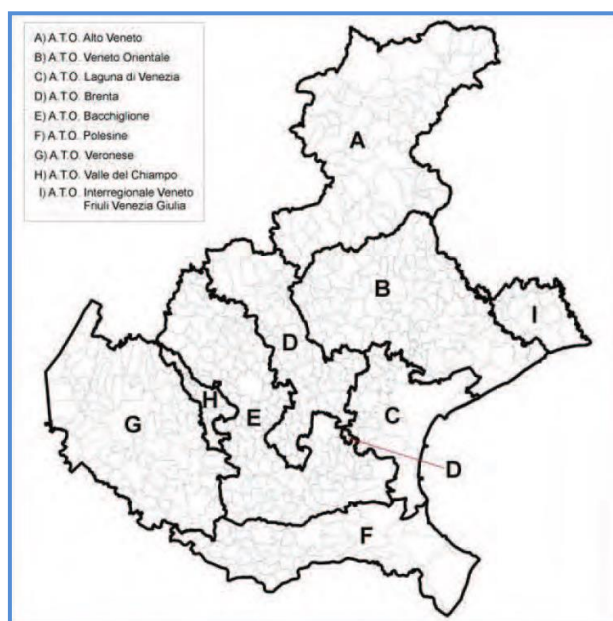 A) A.T.O. Alto Veneto
B) A.T.O. Veneto Orientale
C) A.T.O. Laguna di Venezia
D) A.T.O. Brenta
E) A.T.O. Bacchiglione
F) A.T.O. Polesine
G) A.T.O. Veronese
H) A.T.O. Valle del Chiampo
I) A.T.O. Interregionale Veneto
Friuli Venezia Giulia
A
B
I
D
H
E
C
G
D
F